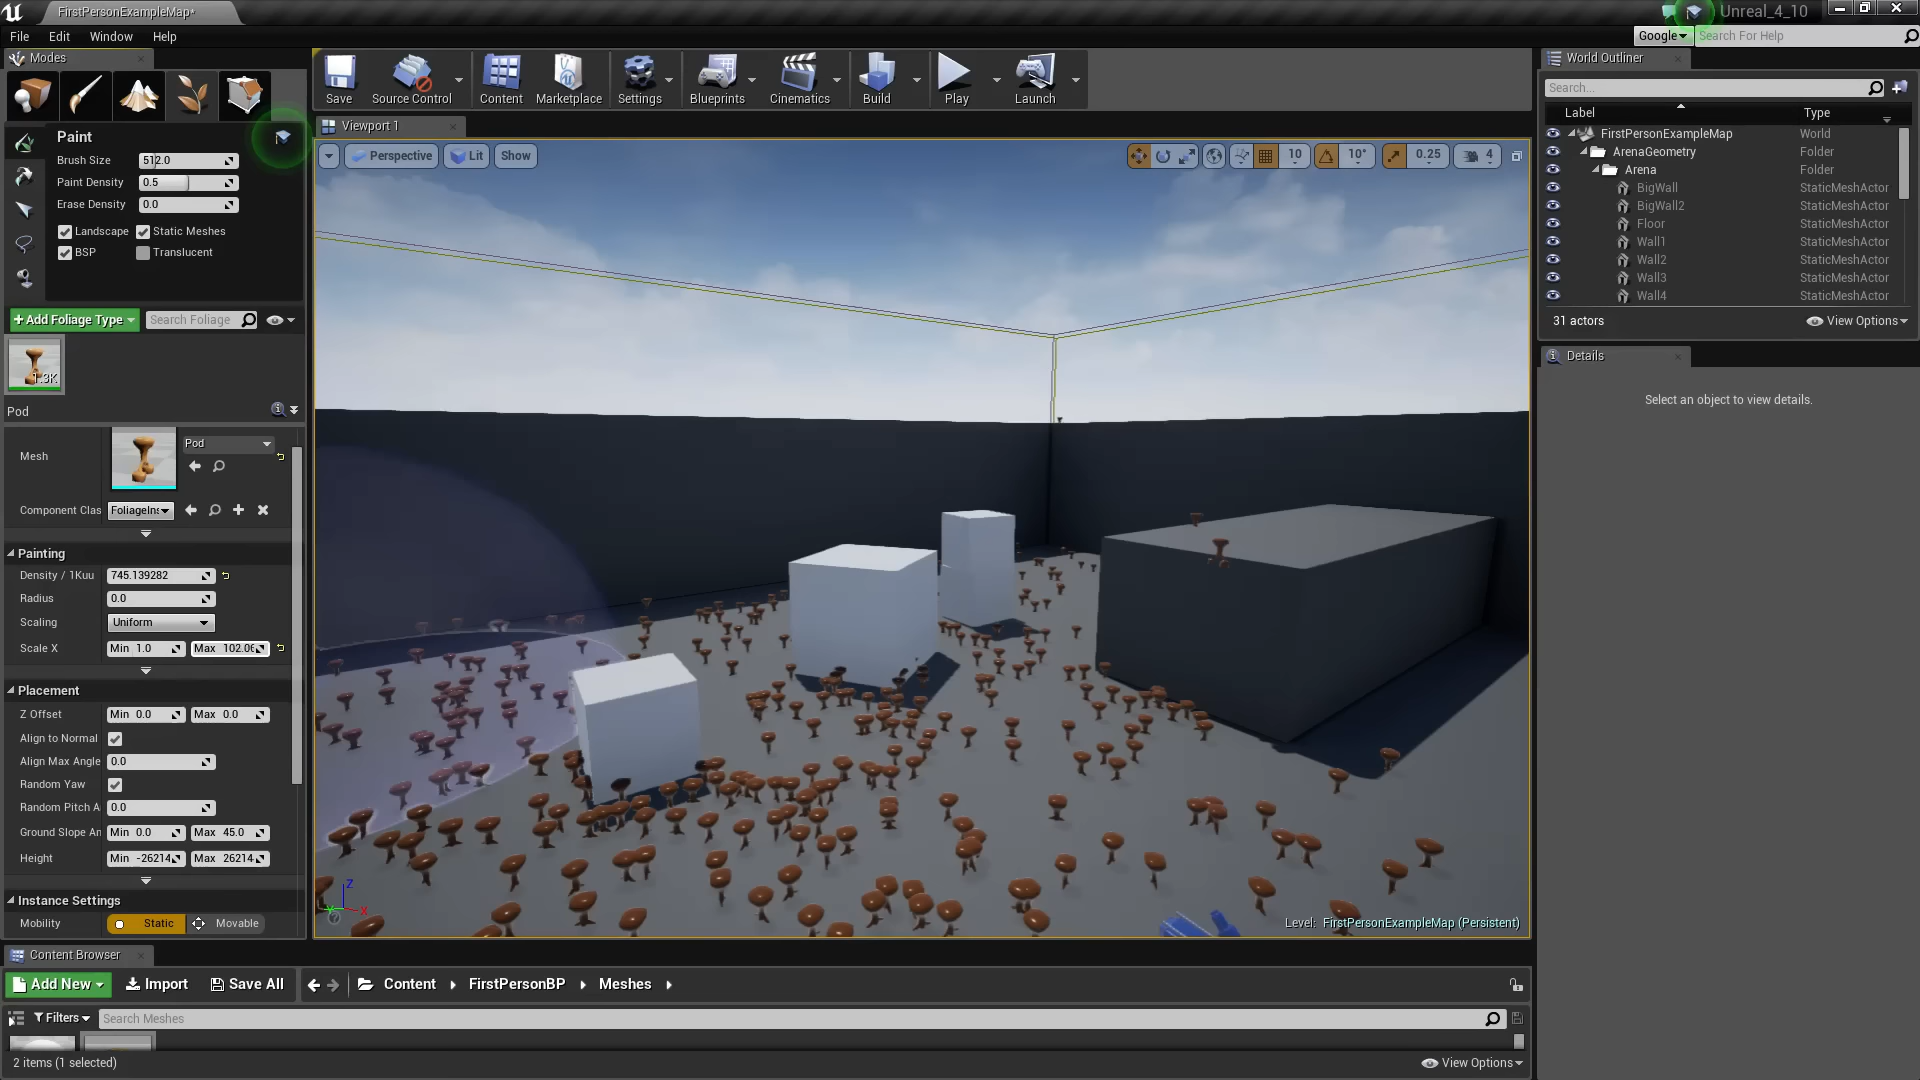 FirstPersonExampleMap*
Unreal_4_10
File Edit Window Help
Google Search For Help
Modes
Save Source Control Content Marketplace Settings Blueprints Cinematics Build Play Launch
World Outliner
Search...
Label Type
FirstPersonExampleMap World
ArenaGeometry Folder
Arena Folder
BigWall StaticMeshActor
BigWall2 StaticMeshActor
Floor StaticMeshActor
Wall1 StaticMeshActor
Wall2 StaticMeshActor
Wall3 StaticMeshActor
Wall4 StaticMeshActor
31 actors View Options
Details
Select an object to view details.
Viewport 1
Perspective Lit Show 10 10° 0.25 4
Paint
Brush Size 512.0
Paint Density 0.5
Erase Density 0.0
Landscape Static Meshes
BSP Translucent
+Add Foliage Type Search Foliage
1.3K
Pod
Mesh Pod
Component Clas FoliageIns
Painting
Density / 1Kuu 745.139282
Radius 0.0
Scaling Uniform
Scale X Min 1.0 Max 102.06
Placement
Z Offset Min 0.0 Max 0.0
Align to Normal
Align Max Angle 0.0
Random Yaw
Random Pitch A 0.0
Ground Slope An Min 0.0 Max 45.0
Height Min -26214 Max 26214
Instance Settings
Mobility Static Movable
Z
Y X
Level: FirstPersonExampleMap (Persistent)
Content Browser
Add New Import Save All Content FirstPersonBP Meshes
Filters Search Meshes
2 items (1 selected) View Options